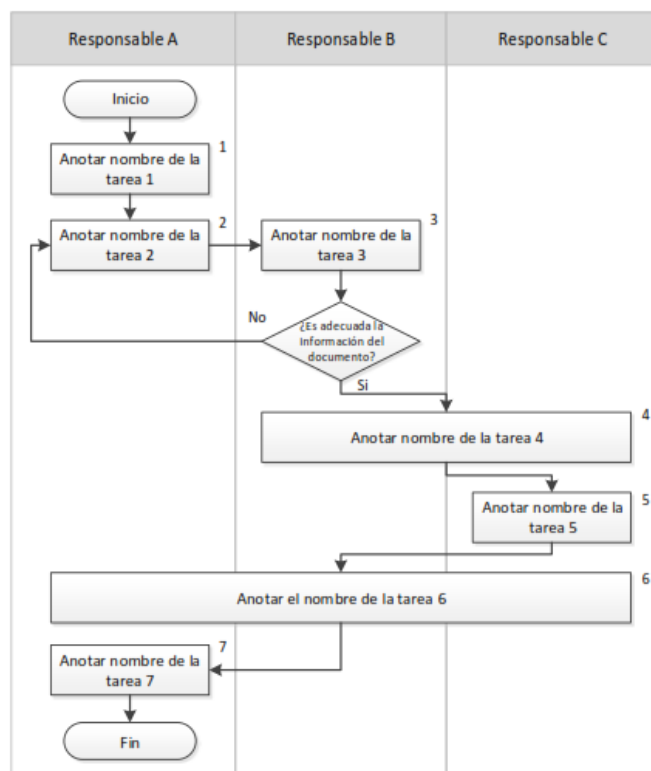 Responsable A
Responsable B
Responsable C
Inicio
1
Anotar nombre de la
tarea 1
2
Anotar nombre de la
tarea 2
3
Anotar nombre de la
tarea 3
No
¿Es adecuada la
información del
documento?
Si
4
Anotar nombre de la tarea 4
5
Anotar nombre de la
tarea 5
6
Anotar el nombre de la tarea 6
7
Anotar nombre de la
tarea 7
Fin